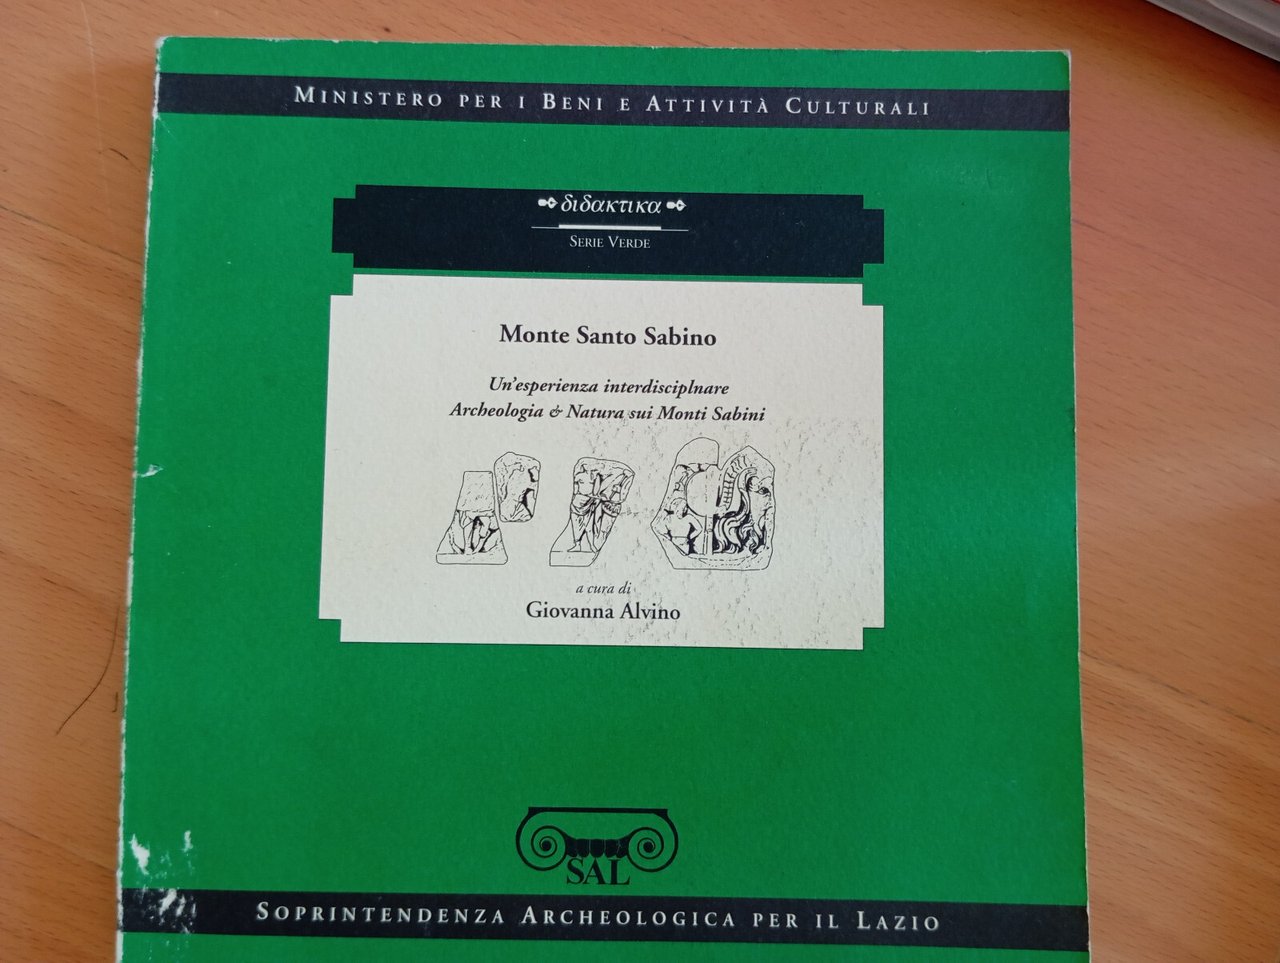 MINISTERO PER I BENI E ATTIVITÀ CULTURALI
διδακτικα
SERIE VERDE
Monte Santo Sabino
Un'esperienza interdisciplnare
Archeologia & Natura sui Monti Sabini
a cura di
Giovanna Alvino
SAL
SOPRINTENDENZA ARCHEOLOGICA PER IL LAZIO